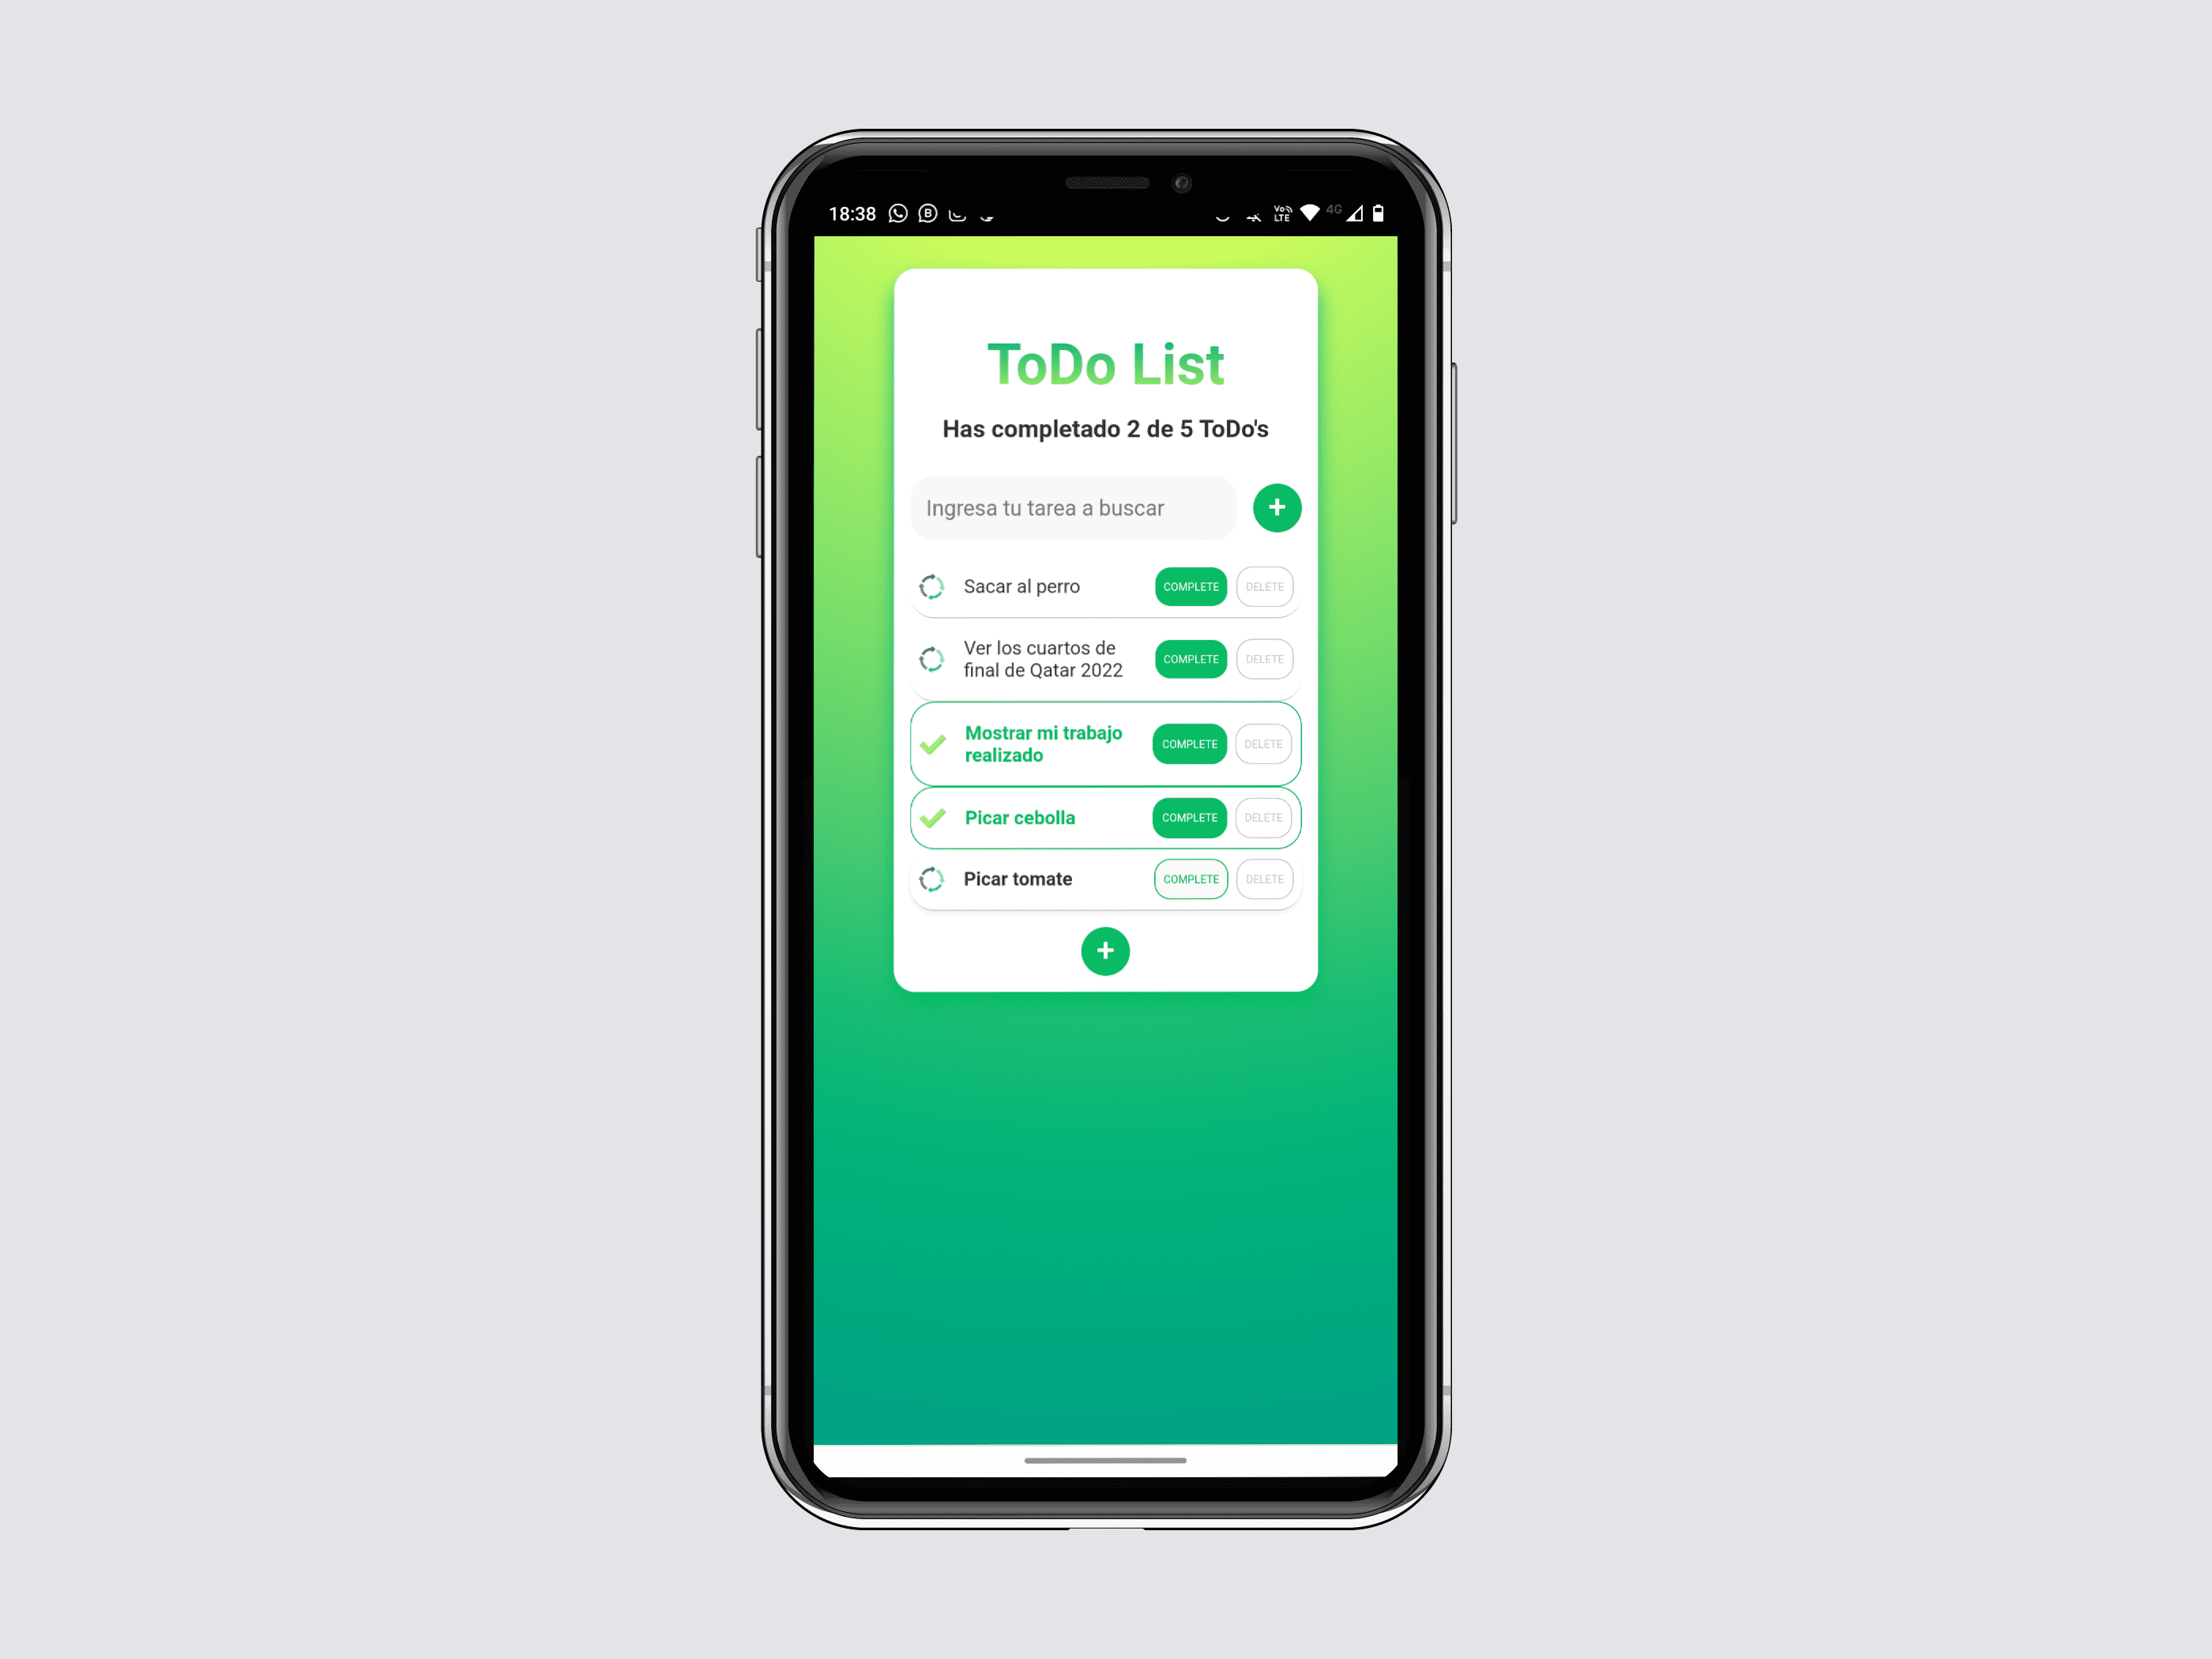 18:38 B Vo LTE 4G
ToDo List
Has completado 2 de 5 ToDo's
Ingresa tu tarea a buscar +
Sacar al perro COMPLETE DELETE
Ver los cuartos de
final de Qatar 2022 COMPLETE DELETE
Mostrar mi trabajo
realizado COMPLETE DELETE
Picar cebolla COMPLETE DELETE
Picar tomate COMPLETE DELETE
+